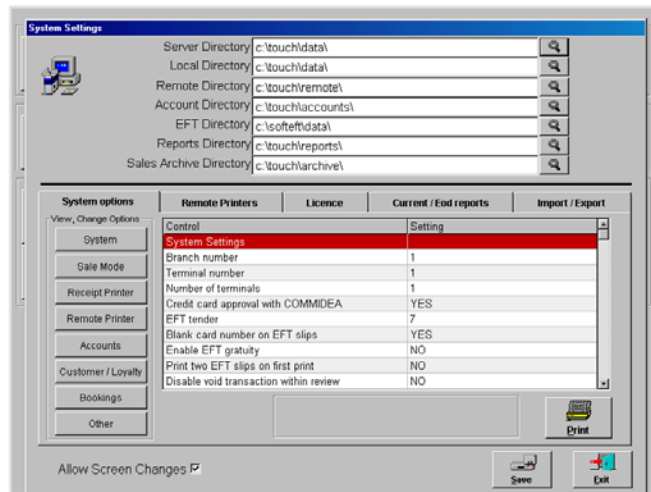 System Settings
Server Directory c:\touch\data\
Local Directory c:\touch\data\
Remote Directory c:\touch\remote\
Account Directory c:\touch\accounts\
EFT Directory c:\softeft\data\
Reports Directory c:\touch\reports\
Sales Archive Directory c:\touch\archive\
System options Remote Printers Licence Current / Eod reports Import / Export
View, Change Options
System
Sale Mode
Receipt Printer
Remote Printer
Accounts
Customer / Loyalty
Bookings
Other
Control Setting
System Settings
Branch number 1
Terminal number 1
Number of terminals 1
Credit card approval with COMMIDEA YES
EFT tender 7
Blank card number on EFT slips YES
Enable EFT gratuity NO
Print two EFT slips on first print NO
Disable void transaction within review NO
Print
Allow Screen Changes
Save Exit